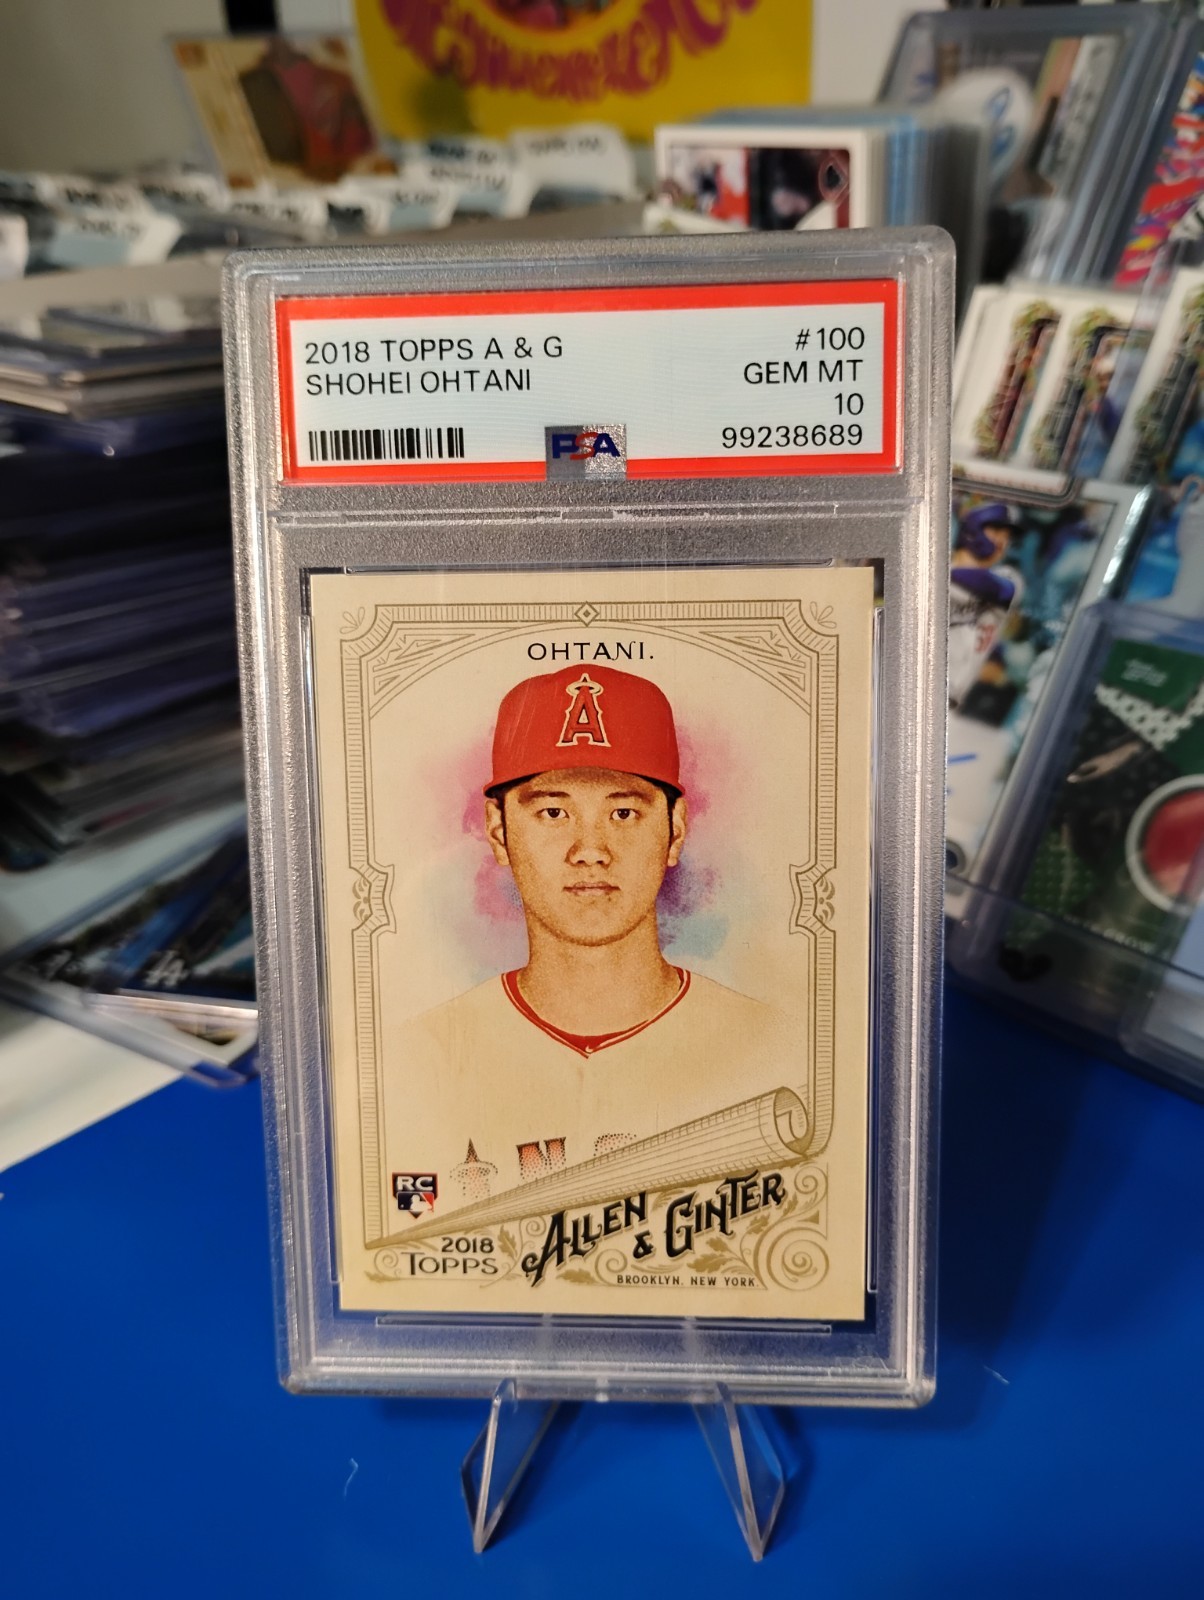 2018 TOPPS A & G
SHOHEI OHTANI
#100
GEM MT
10
99238689
PSA
OHTANI.
A
RC
2018
TOPPS
ALLEN
& GINTER
BROOKLYN, NEW YORK.